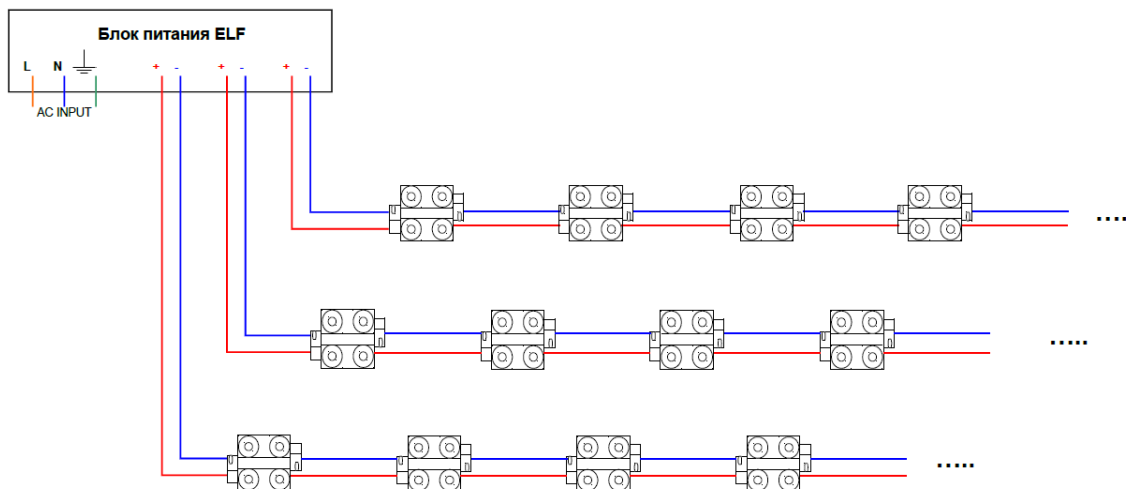 Блок питания ELF
L N + - + - + -
AC INPUT
.....
.....
.....